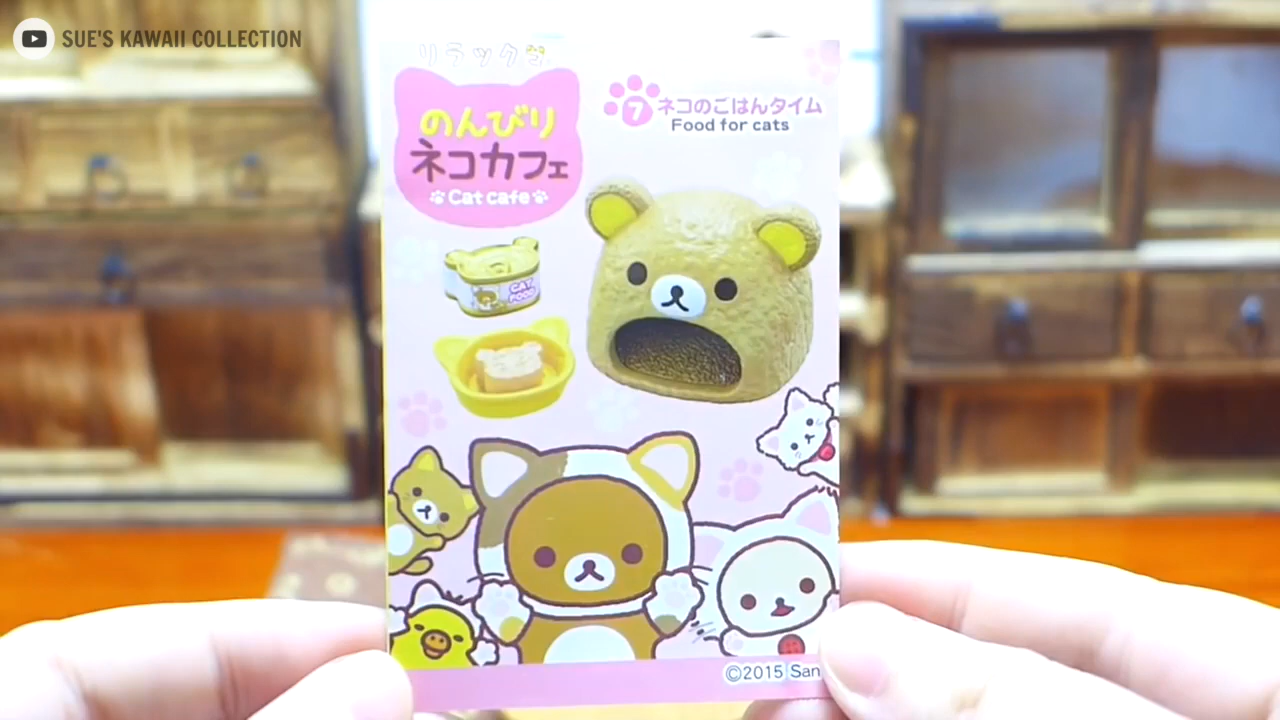 SUE'S KAWAII COLLECTION
リラック
のんびり
ネコカフェ
Cat cafe
7 ネコのごはんタイム
Food for cats
CAT
FOOD
©2015 San